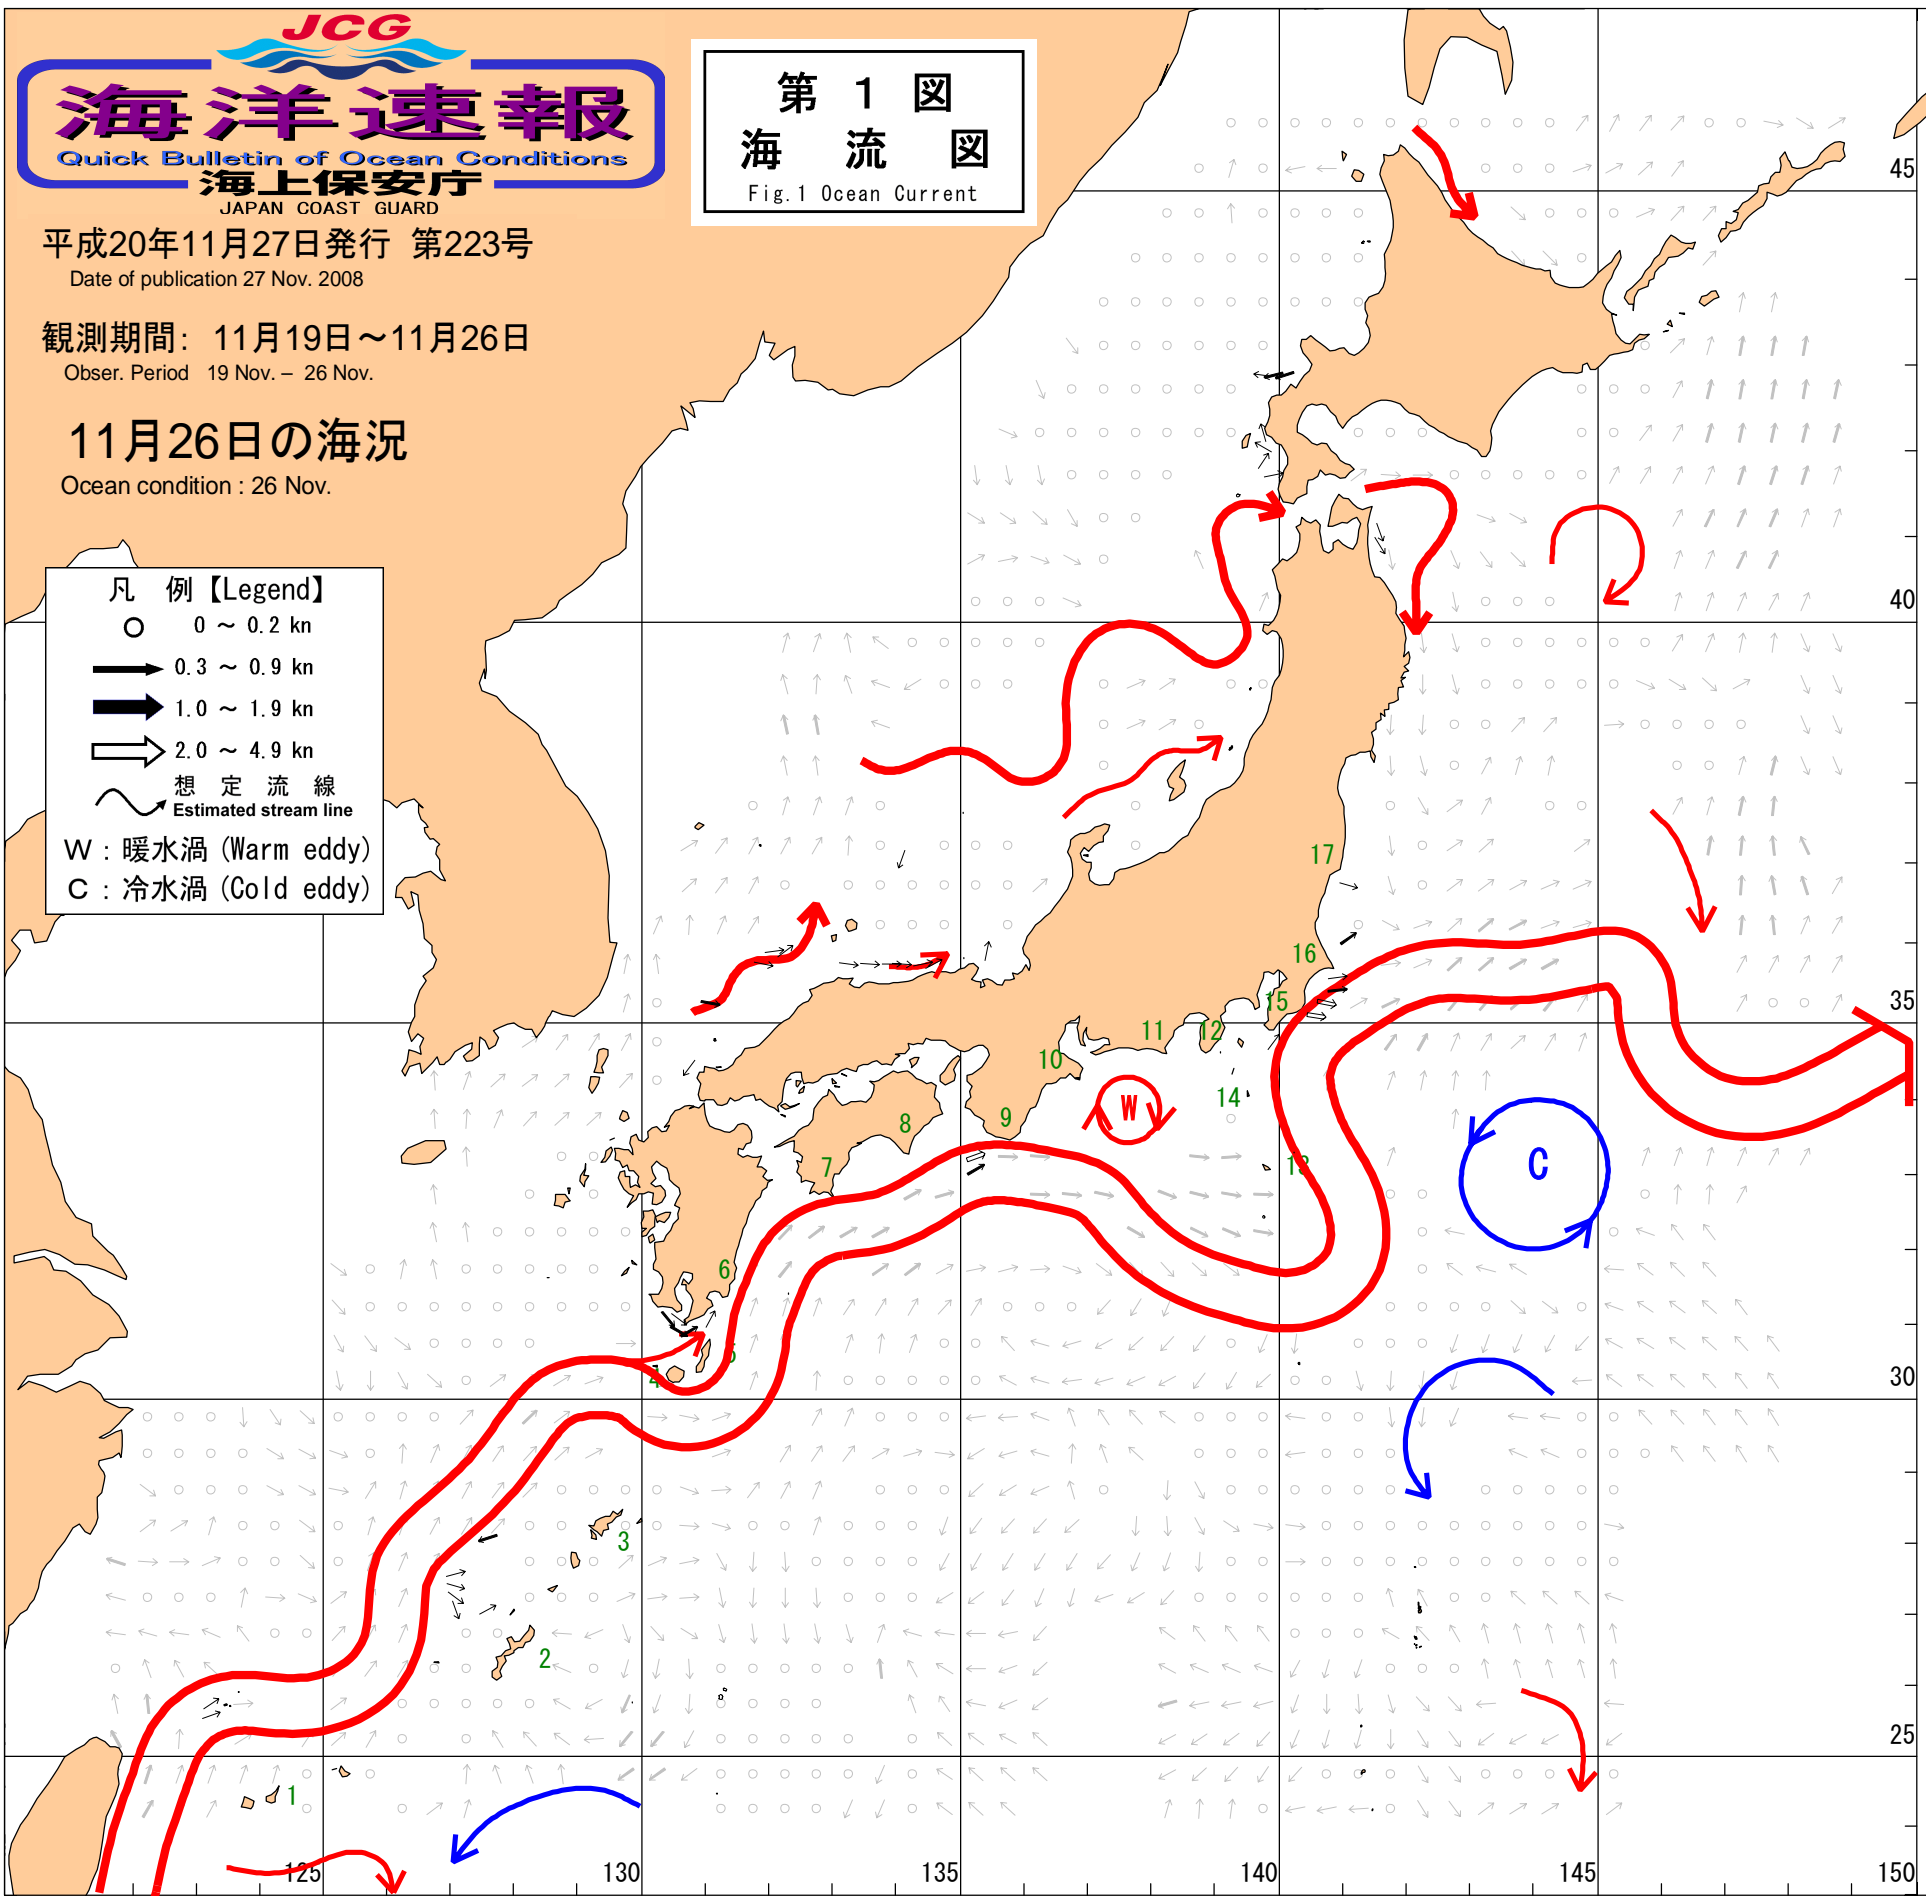 JCG
海洋速報
Quick Bulletin of Ocean Conditions
海上保安庁
JAPAN COAST GUARD
平成20年11月27日発行 第223号
Date of publication 27 Nov. 2008
観測期間: 11月19日～11月26日
Obser. Period 19 Nov. – 26 Nov.
11月26日の海況
Ocean condition : 26 Nov.
第 1 図
海 流 図
Fig.1 Ocean Current
凡 例【Legend】
0 ～ 0.2 kn
0.3 ～ 0.9 kn
1.0 ～ 1.9 kn
2.0 ～ 4.9 kn
想 定 流 線
Estimated stream line
W : 暖水渦 (Warm eddy)
C : 冷水渦 (Cold eddy)
45
40
17
16
35
15
12
11
10
14
W
9
8
7
13
C
6
5
4
30
3
2
25
1
125
130
135
140
145
150